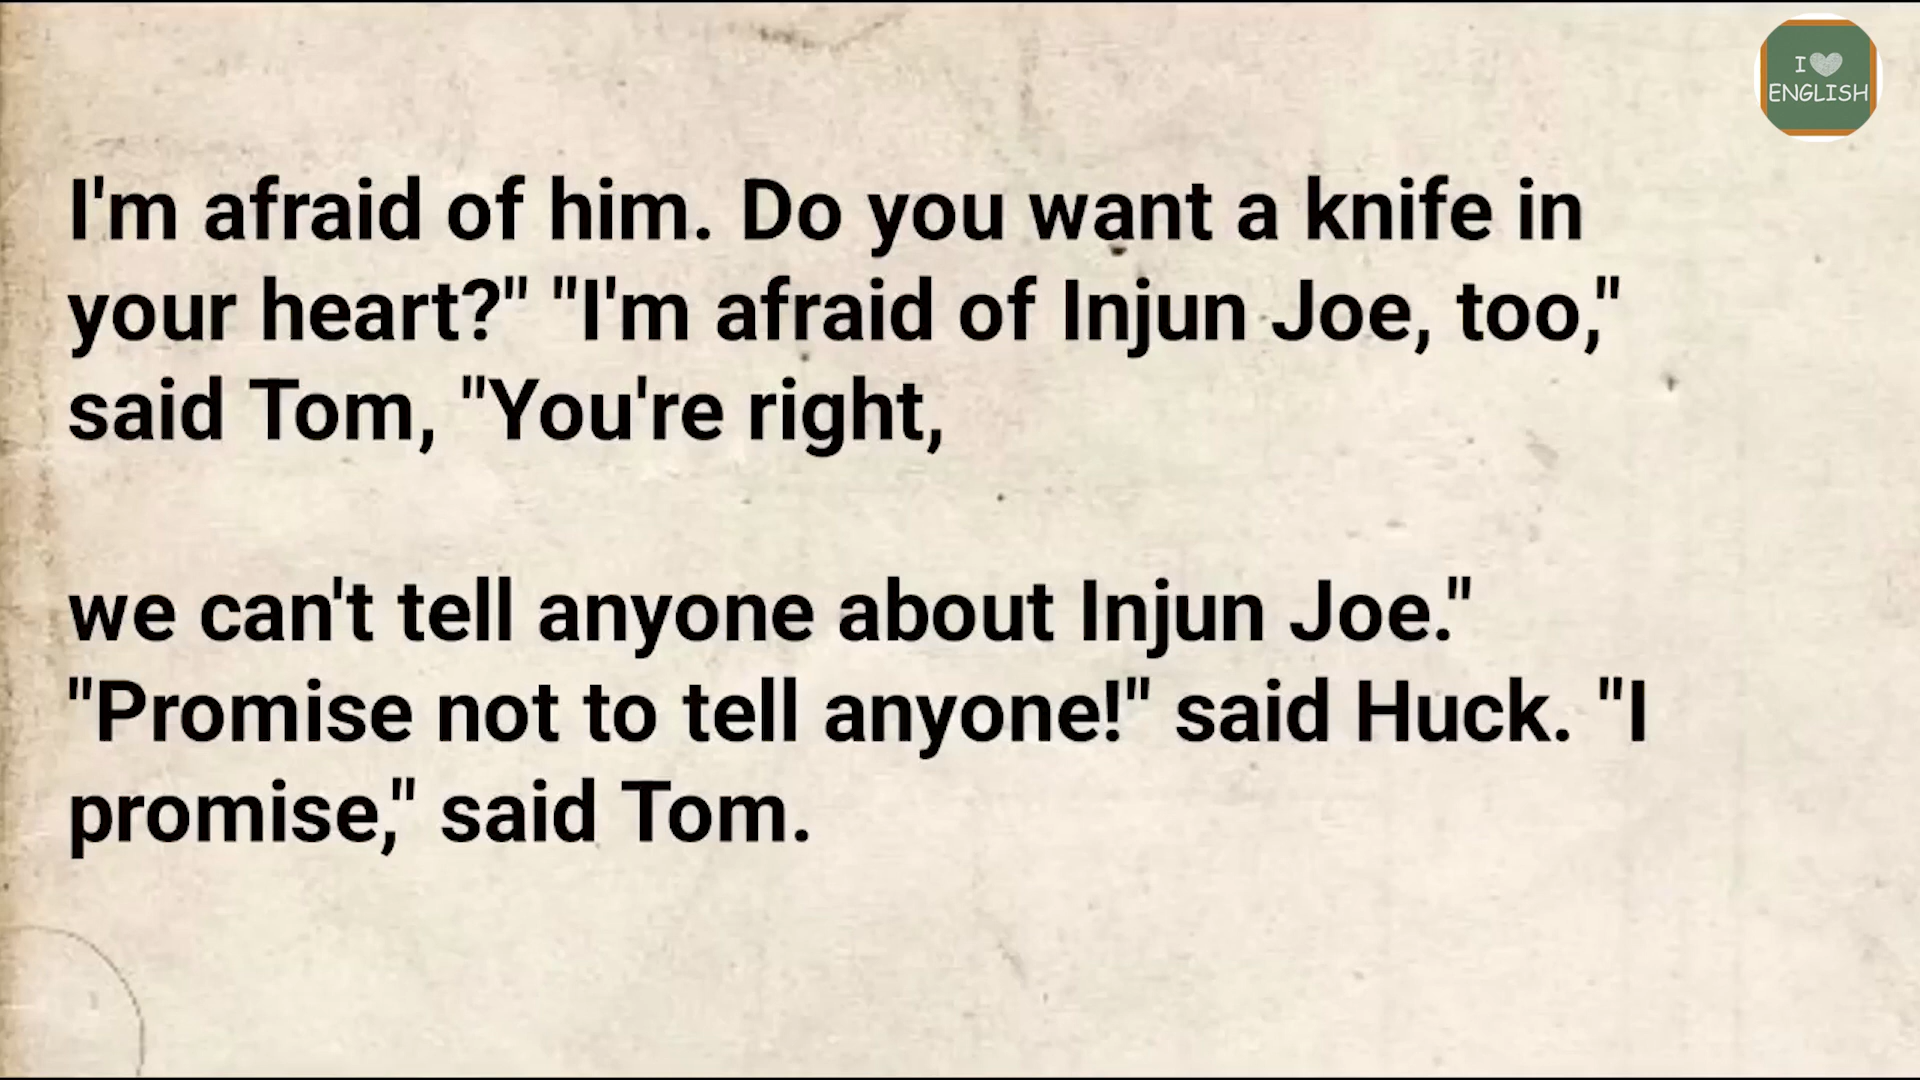 I ENGLISH
I'm afraid of him. Do you want a knife in
your heart?" "I'm afraid of Injun Joe, too,"
said Tom, "You're right,
we can't tell anyone about Injun Joe."
"Promise not to tell anyone!" said Huck. "I
promise," said Tom.